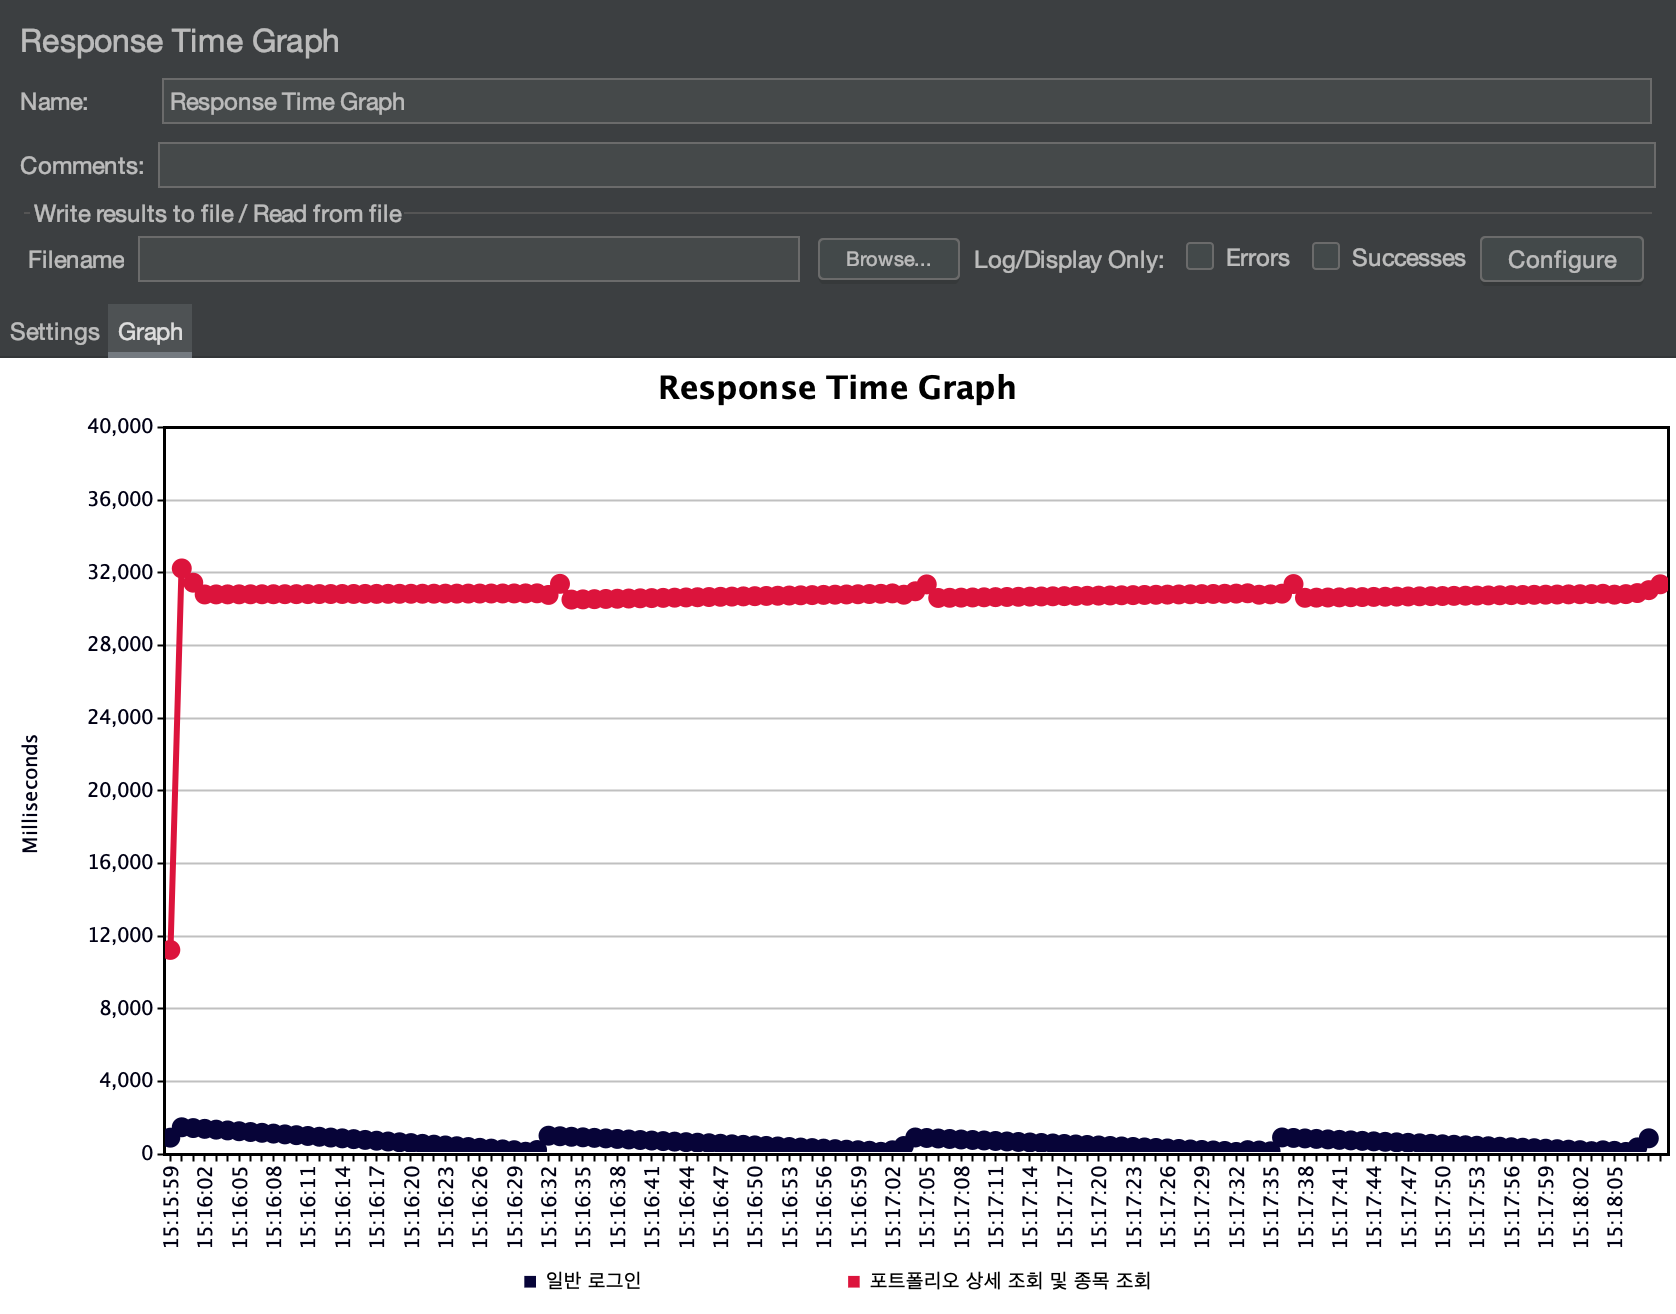 Response Time Graph
Name: Response Time Graph
Comments:
Write results to file / Read from file
Filename Browse... Log/Display Only: Errors Successes Configure
Settings Graph
Response Time Graph
40,000
36,000
32,000
28,000
24,000
20,000
16,000
12,000
8,000
4,000
0
Milliseconds
15:15:59 15:16:02 15:16:05 15:16:08 15:16:11 15:16:14 15:16:17 15:16:20 15:16:23 15:16:26 15:16:29 15:16:32 15:16:35 15:16:38 15:16:41 15:16:44 15:16:47 15:16:50 15:16:53 15:16:56 15:16:59 15:17:02 15:17:05 15:17:08 15:17:11 15:17:14 15:17:17 15:17:20 15:17:23 15:17:26 15:17:29 15:17:32 15:17:35 15:17:38 15:17:41 15:17:44 15:17:47 15:17:50 15:17:53 15:17:56 15:17:59 15:18:02 15:18:05
일반 로그인 포트폴리오 상세 조회 및 종목 조회